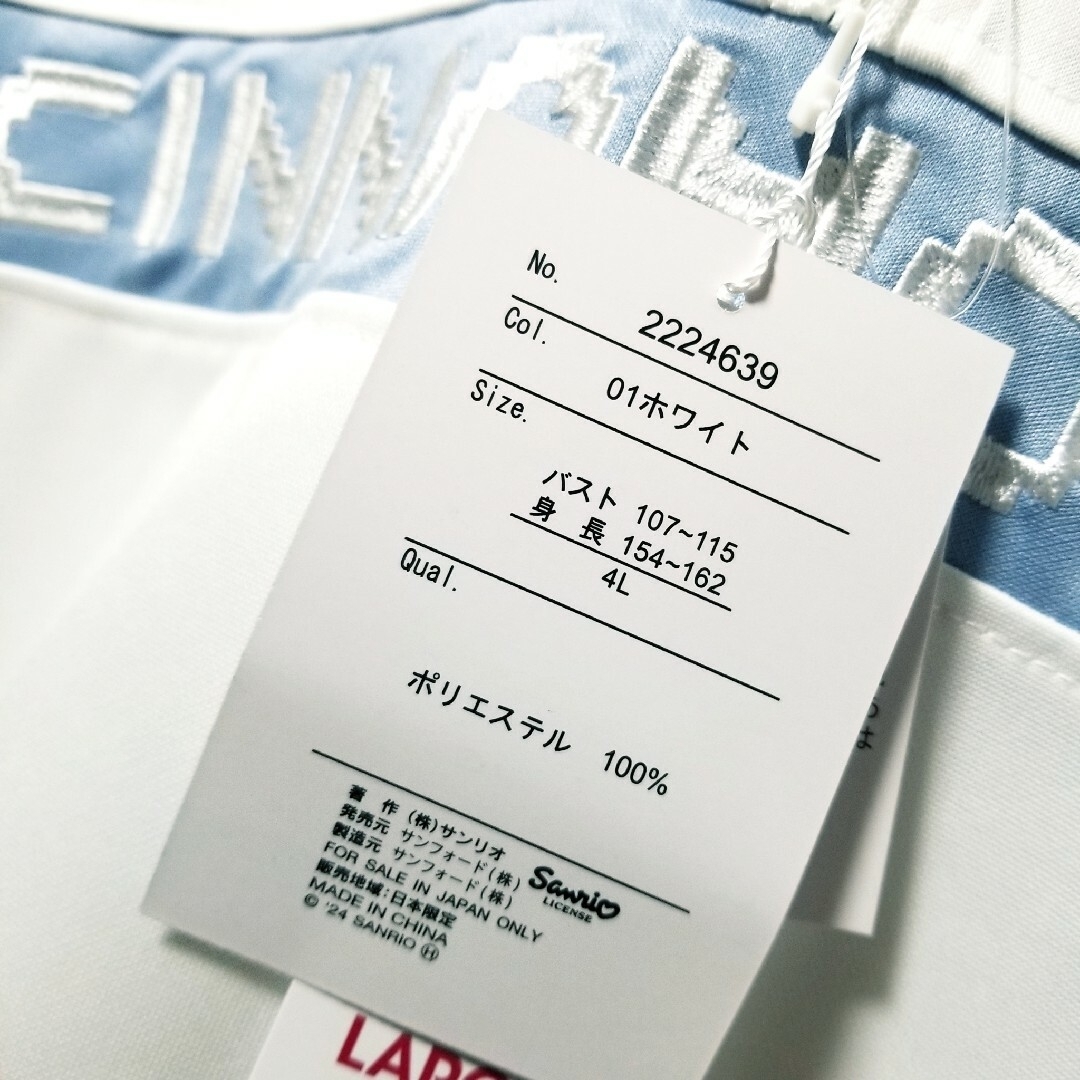 CINN
No.
2224639
Col.
01ホワイト
Size.
バスト 107~115
身 長 154~162
4L
Qual.
ポリエステル 100%
著 作 (株)サンリオ
発売元 サンフォード(株)
製造元 サンフォード(株)
FOR SALE IN JAPAN ONLY
販売地域:日本限定
MADE IN CHINA
© '24 SANRIO Ⓗ
Sanrio
LICENSE
は